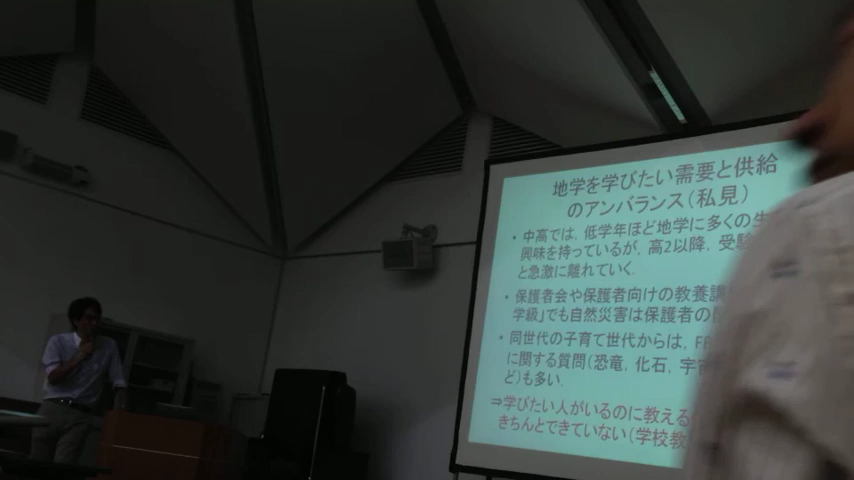 地学を学びたい需要と供給
のアンバランス（私見）
・中高では，低学年ほど地学に多くの生
興味を持っているが，高2以降，受験
と急激に離れていく．
・保護者会や保護者向けの教養講
学級」でも自然災害は保護者の
・同世代の子育て世代からは，F
に関する質問（恐竜，化石，宇宙
ど）も多い．
⇒学びたい人がいるのに教える
きちんとできていない（学校教